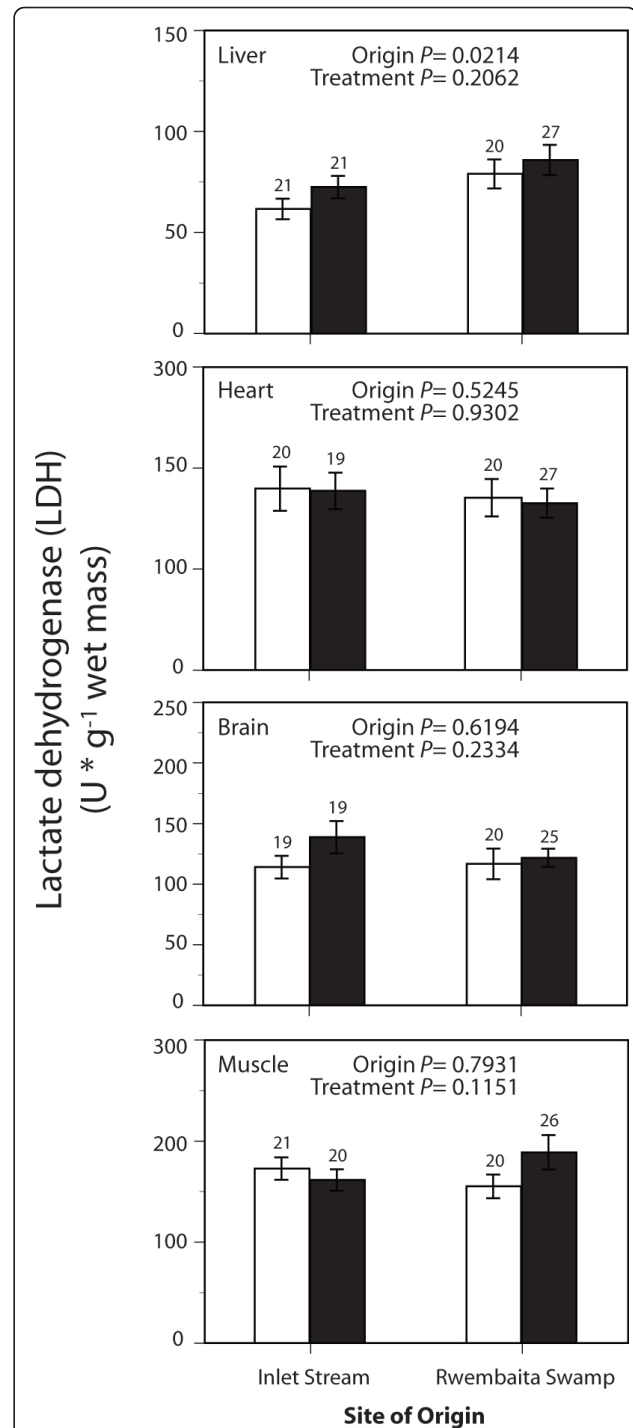 Lactate dehydrogenase (LDH)
(U * g-1 wet mass)
150
Liver
Origin P= 0.0214
Treatment P= 0.2062
100
50
0
21
21
20
27
300
Heart
Origin P= 0.5245
Treatment P= 0.9302
150
100
0
20
19
20
27
250
Brain
Origin P= 0.6194
Treatment P= 0.2334
200
150
100
50
0
19
19
20
25
300
Muscle
Origin P= 0.7931
Treatment P= 0.1151
200
100
0
21
20
20
26
Inlet Stream
Rwembaita Swamp
Site of Origin